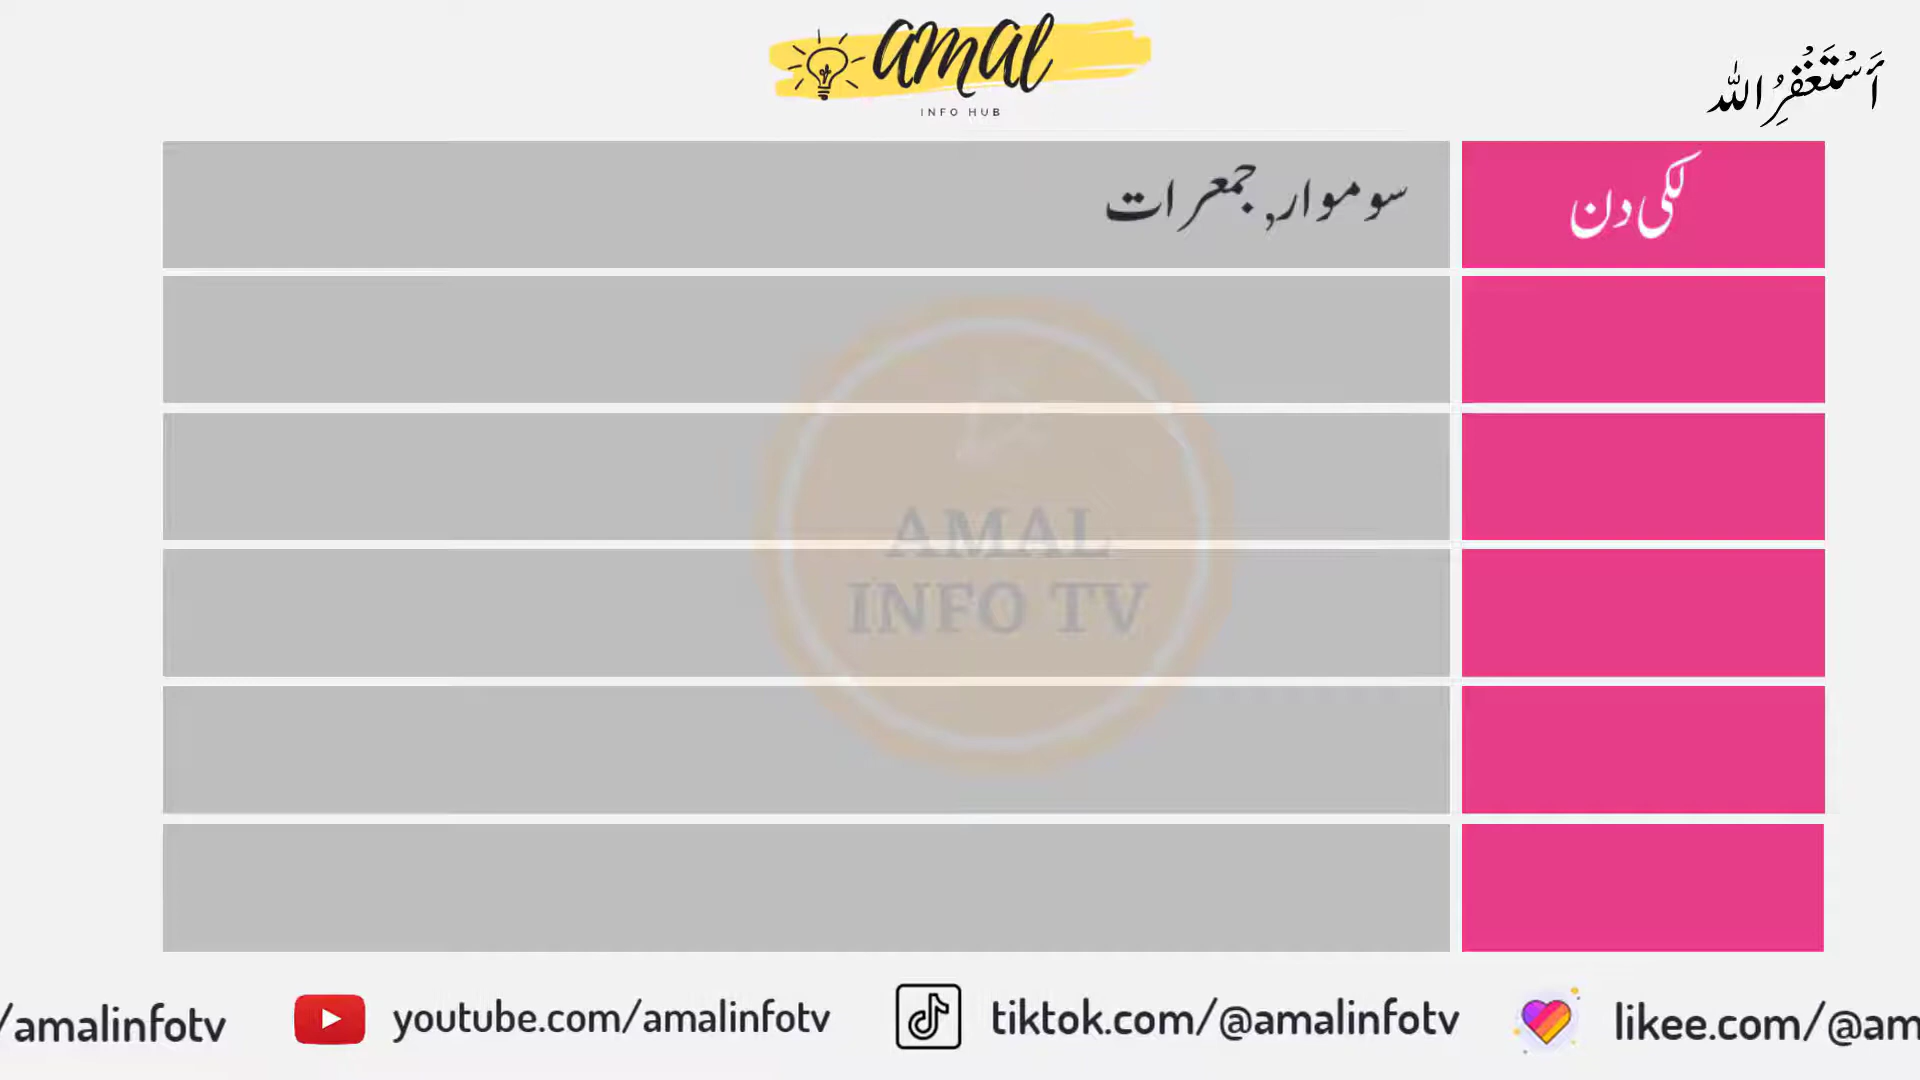 amal
INFO HUB
أَسْتَغْفِرُ الله
لکی دن
سوموار, جمعرات
AMAL
INFO TV
/amalinfotv
youtube.com/amalinfotv
tiktok.com/@amalinfotv
likee.com/@am